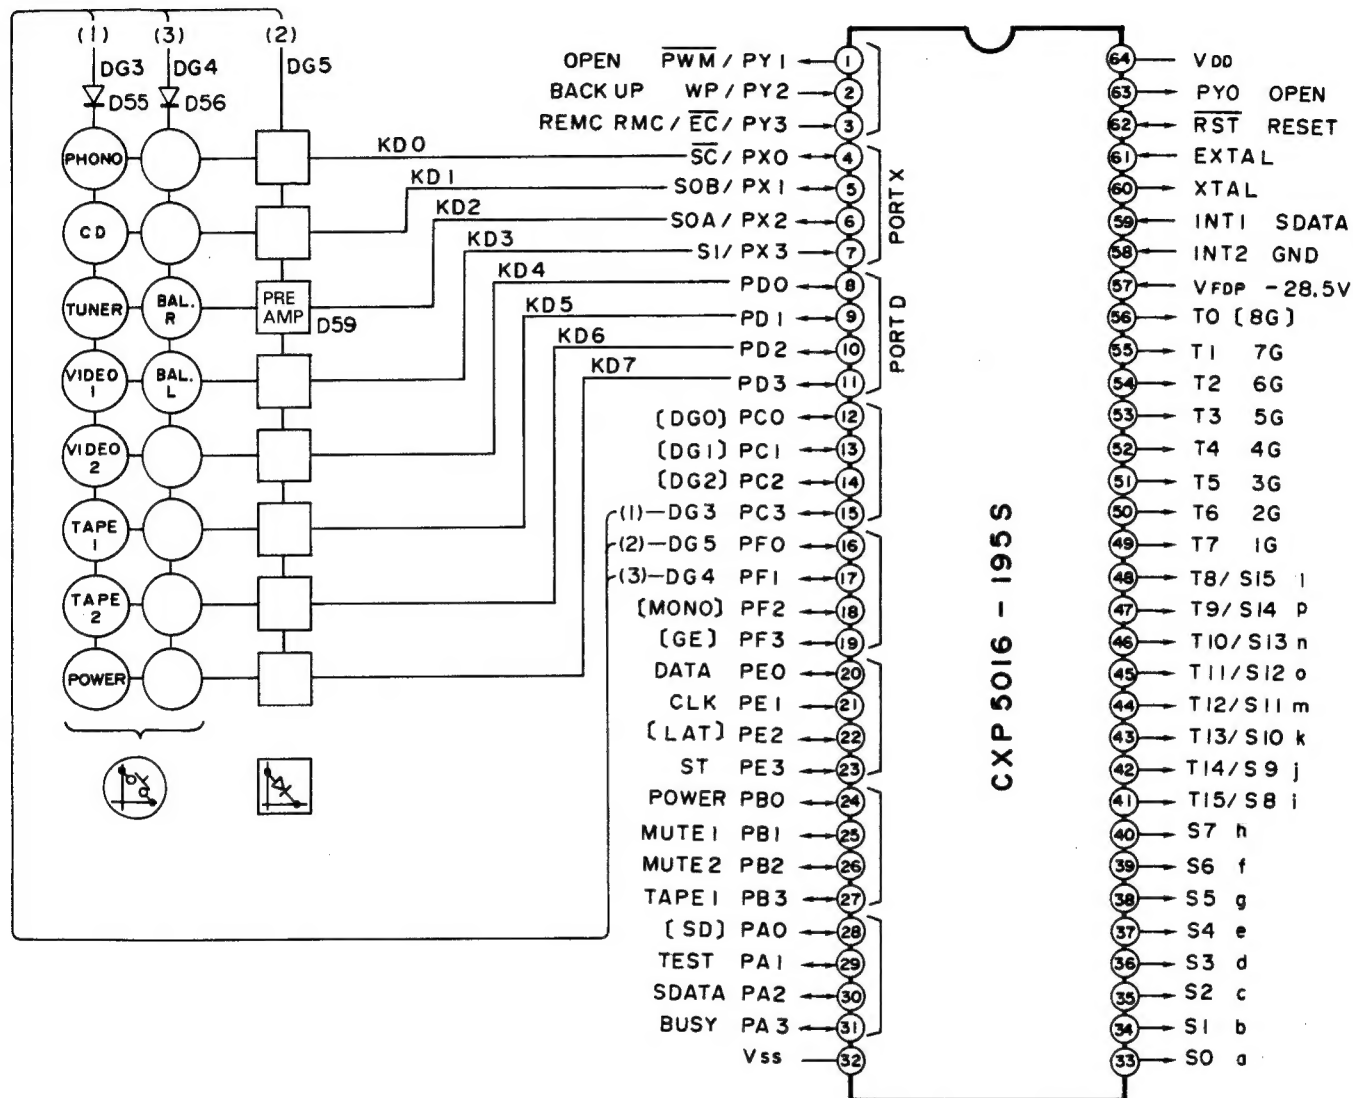 (1) (3) (2)
DG3 DG4 DG5
D55 D56
PHONO
CD
TUNER BAL. R PRE AMP D59
VIDEO 1 BAL. L
VIDEO 2
TAPE 1
TAPE 2
POWER
KD0
KD1
KD2
KD3
KD4
KD5
KD6
KD7
OPEN PWM/PY1 1
BACK UP WP/PY2 2
REMC RMC/EC/PY3 3
SC/PX0 4
SOB/PX1 5
SOA/PX2 6
SI/PX3 7
PORTX
PD0 8
PD1 9
PD2 10
PD3 11
PORTD
[DG0] PC0 12
[DG1] PC1 13
[DG2] PC2 14
(1)-DG3 PC3 15
(2)-DG5 PF0 16
(3)-DG4 PF1 17
[MONO] PF2 18
[GE] PF3 19
DATA PE0 20
CLK PE1 21
[LAT] PE2 22
ST PE3 23
POWER PB0 24
MUTE1 PB1 25
MUTE2 PB2 26
TAPE1 PB3 27
[SD] PA0 28
TEST PA1 29
SDATA PA2 30
BUSY PA3 31
Vss 32
CXP5016-195S
64 VDD
63 PY0 OPEN
62 RST RESET
61 EXTAL
60 XTAL
59 INT1 SDATA
58 INT2 GND
57 VFDP -28.5V
56 T0 [8G]
55 T1 7G
54 T2 6G
53 T3 5G
52 T4 4G
51 T5 3G
50 T6 2G
49 T7 1G
48 T8/S15 l
47 T9/S14 p
46 T10/S13 n
45 T11/S12 o
44 T12/S11 m
43 T13/S10 k
42 T14/S9 j
41 T15/S8 i
40 S7 h
39 S6 f
38 S5 g
37 S4 e
36 S3 d
35 S2 c
34 S1 b
33 S0 a